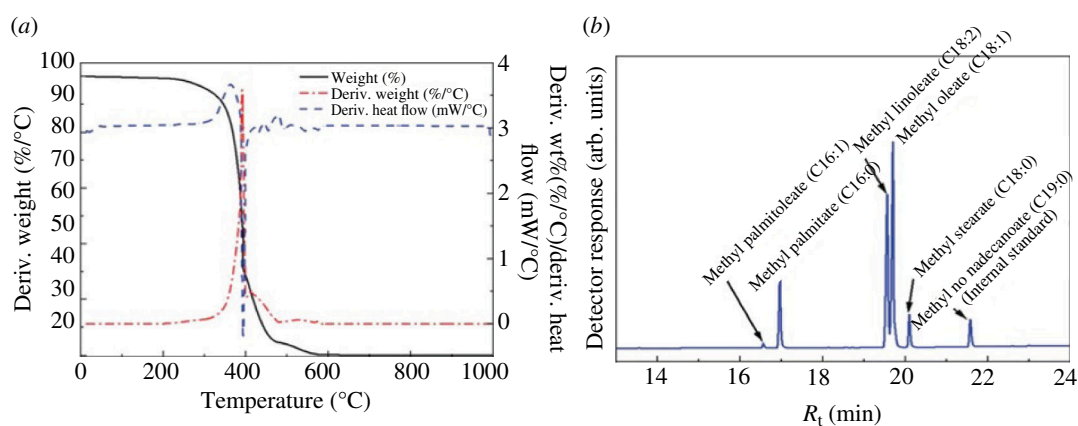 (a)
100
90
80
70
60
50
40
30
20
Deriv. weight (%/°C)
Weight (%)
Deriv. weight (%/°C)
Deriv. heat flow (mW/°C)
4
3
2
1
0
Deriv. wt%(%/°C)/deriv. heat
flow (mW/°C)
0 200 400 600 800 1000
Temperature (°C)
(b)
Detector response (arb. units)
Methyl palmitoleate (C16:1)
Methyl palmitate (C16:0)
Methyl linoleate (C18:2)
Methyl oleate (C18:1)
Methyl stearate (C18:0)
Methyl no nadecanoate (C19:0)
(Internal standard)
14 16 18 20 22 24
Rt (min)